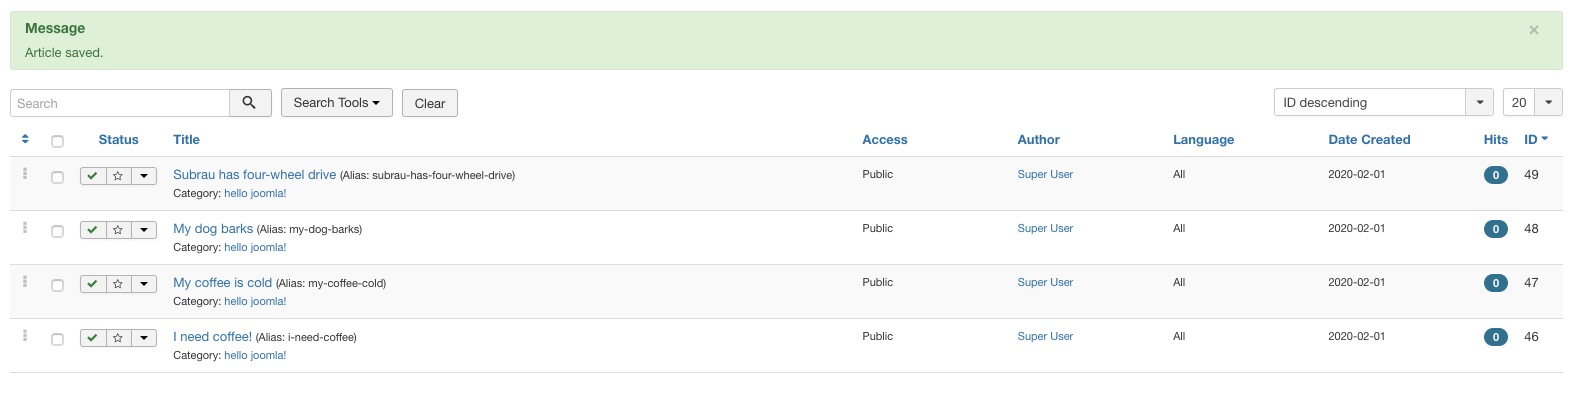 Message
×
Article saved.
Search
Search Tools
Clear
ID descending
20
Status Title Access Author Language Date Created Hits ID
Subrau has four-wheel drive (Alias: subrau-has-four-wheel-drive) Public Super User All 2020-02-01 0 49
Category: hello joomla!
My dog barks (Alias: my-dog-barks) Public Super User All 2020-02-01 0 48
Category: hello joomla!
My coffee is cold (Alias: my-coffee-cold) Public Super User All 2020-02-01 0 47
Category: hello joomla!
I need coffee! (Alias: i-need-coffee) Public Super User All 2020-02-01 0 46
Category: hello joomla!